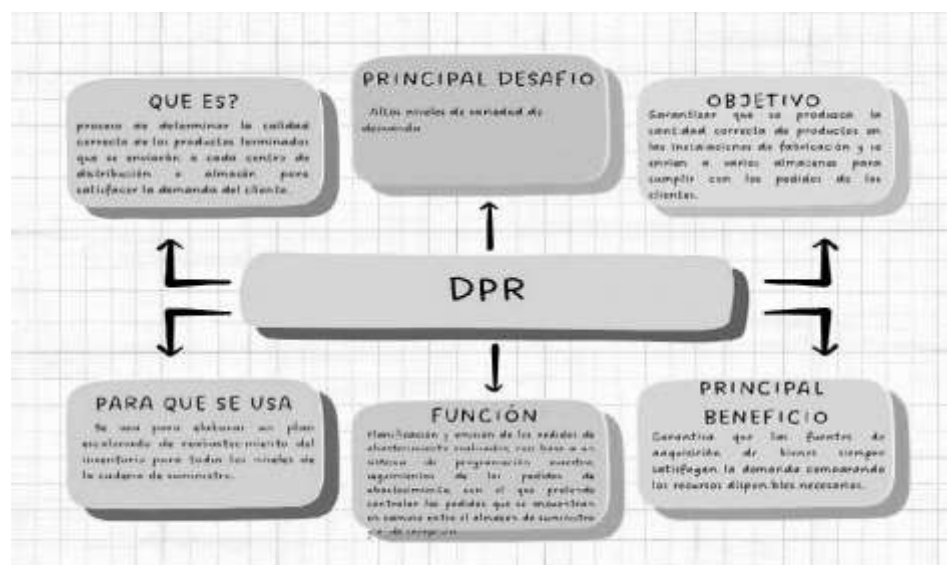 QUE ES?
proceso de determinar la calidad
correcta de los productos terminados
que se enviarán a cada centro de
distribución o almacén para
satisfacer la demanda del cliente.
PRINCIPAL DESAFIO
Altos niveles de variedad de
demanda
OBJETIVO
Garantizar que se produzca la
cantidad correcta de productos en
las instalaciones de fabricación y se
envían a varios almacenes para
cumplir con los pedidos de los
clientes.
DPR
PARA QUE SE USA
Se usa para elaborar un plan
escalonado de reabastecimiento del
inventario para todos los niveles de
la cadena de suministro.
FUNCIÓN
Planificación y emisión de los pedidos de
abastecimiento realizados, con base a un
sistema de programación maestra,
seguimientos de los pedidos de
abastecimiento, con el que pretende
controlar los pedidos que se encuentran
en camino entre el almacén de suministro
de recepción
PRINCIPAL
BENEFICIO
Garantiza que las fuentes de
adquisición de bienes siempre
satisfagan la demanda comparando
los recursos disponibles necesarios.